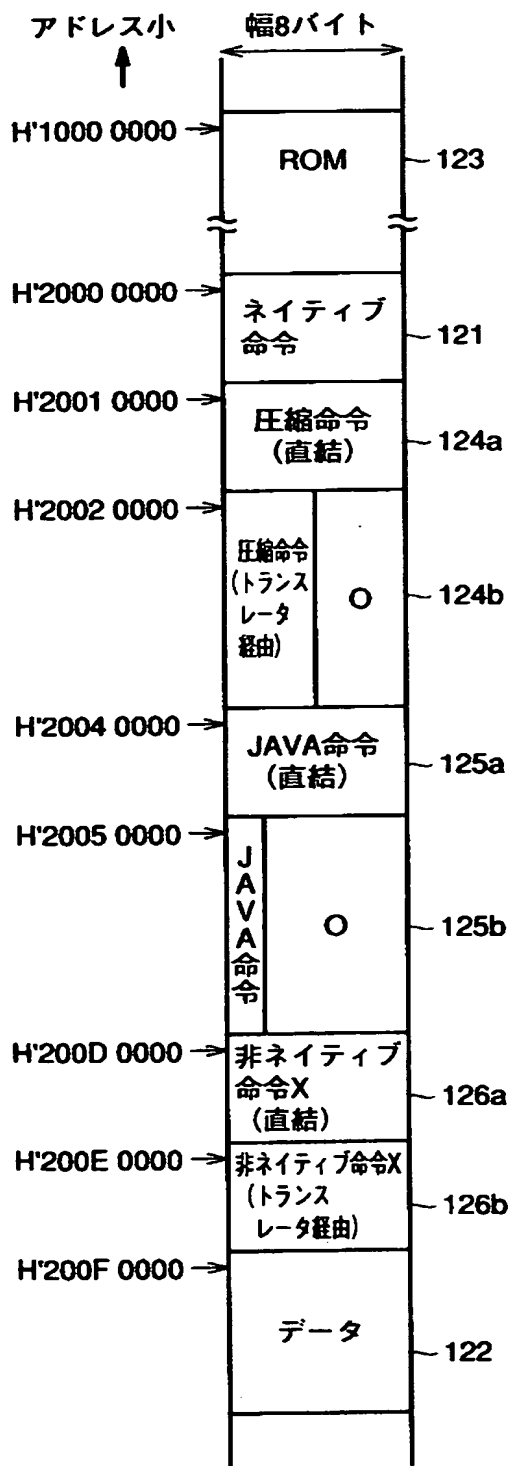 アドレス小
幅8バイト
H'1000 0000
ROM
123
H'2000 0000
ネイティブ
命令
121
H'2001 0000
圧縮命令
(直結)
124a
H'2002 0000
圧縮命令
(トランス
レータ
経由)
O
124b
H'2004 0000
JAVA命令
(直結)
125a
H'2005 0000
JAVA命令
O
125b
H'200D 0000
非ネイティブ
命令X
(直結)
126a
H'200E 0000
非ネイティブ命令X
(トランス
レータ経由)
126b
H'200F 0000
データ
122